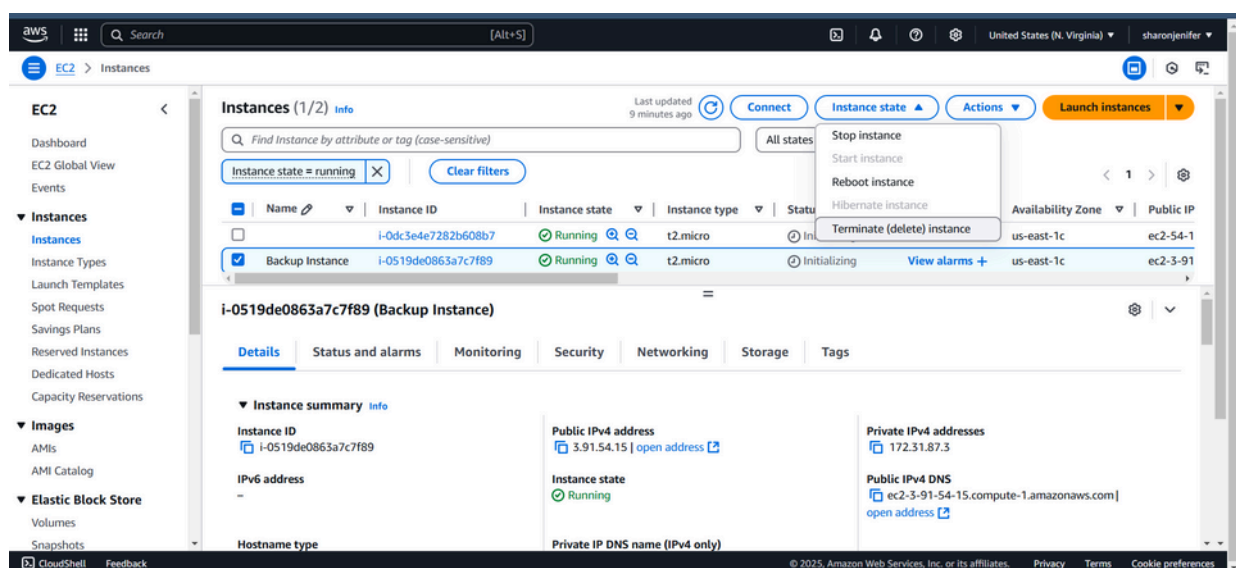 aws
Search [Alt+S]
United States (N. Virginia)
sharonjenifer
EC2 > Instances
EC2
Dashboard
EC2 Global View
Events
Instances
Instances
Instance Types
Launch Templates
Spot Requests
Savings Plans
Reserved Instances
Dedicated Hosts
Capacity Reservations
Images
AMIs
AMI Catalog
Elastic Block Store
Volumes
Snapshots
Instances (1/2) Info
Last updated
9 minutes ago
Connect
Instance state
Actions
Launch instances
Find Instance by attribute or tag (case-sensitive)
All states
Stop instance
Start instance
Reboot instance
Hibernate instance
Terminate (delete) instance
Instance state = running
Clear filters
1
Name Instance ID Instance state Instance type Statu Availability Zone Public IP
i-0dc3e4e7282b608b7 Running t2.micro us-east-1c ec2-54-1
Backup Instance i-0519de0863a7c7f89 Running t2.micro Initializing View alarms + us-east-1c ec2-3-91
i-0519de0863a7c7f89 (Backup Instance)
Details Status and alarms Monitoring Security Networking Storage Tags
Instance summary Info
Instance ID
i-0519de0863a7c7f89
Public IPv4 address
3.91.54.15 | open address
Private IPv4 addresses
172.31.87.3
IPv6 address
–
Instance state
Running
Public IPv4 DNS
ec2-3-91-54-15.compute-1.amazonaws.com |
open address
Hostname type
Private IP DNS name (IPv4 only)
CloudShell Feedback
© 2025, Amazon Web Services, Inc. or its affiliates. Privacy Terms Cookie preferences